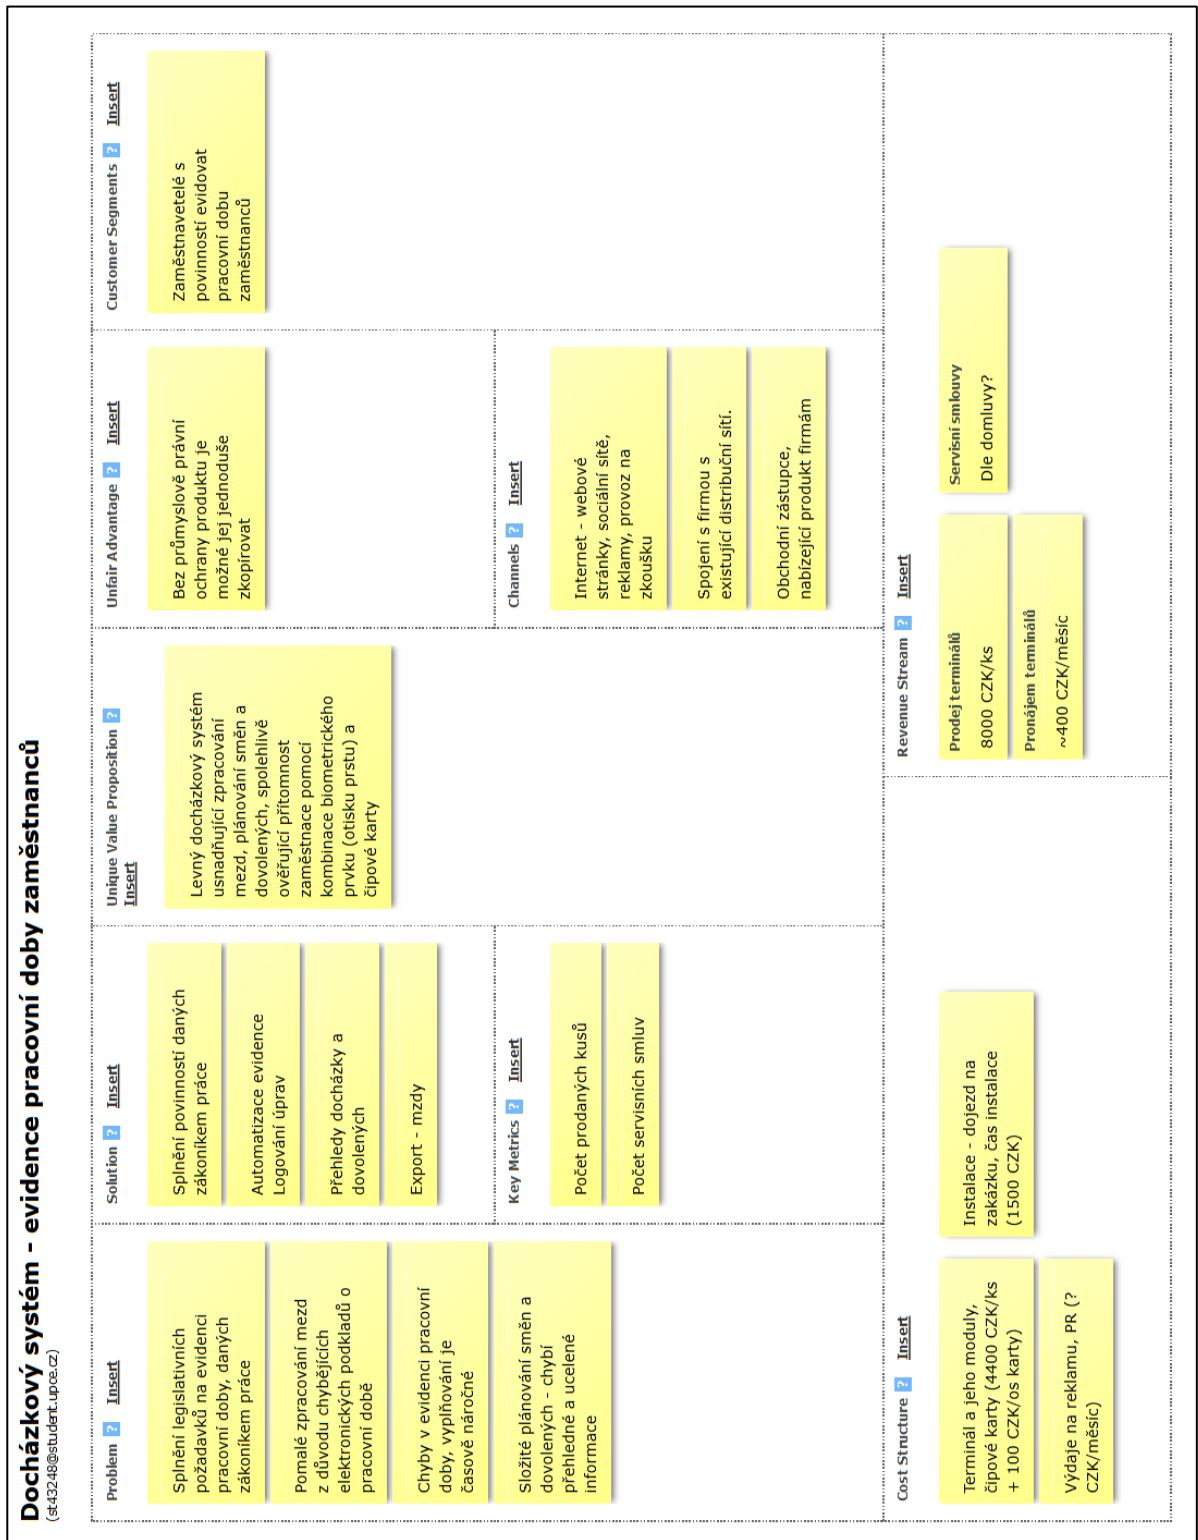 Docházkový systém - evidence pracovní doby zaměstnanců
(st43248@student.upce.cz)
Problem ? Insert
Splnění legislativních
požadavků na evidenci
pracovní doby, daných
zákoníkem práce
Pomalé zpracování mezd
z důvodu chybějících
elektronických podkladů o
pracovní době
Chyby v evidenci pracovní
doby, vyplňování je
časově náročné
Složité plánování směn a
dovolených - chybí
přehledné a ucelené
informace
Solution ? Insert
Splnění povinností daných
zákoníkem práce
Automatizace evidence
Logování úprav
Přehledy docházky a
dovolených
Export - mzdy
Key Metrics ? Insert
Počet prodaných kusů
Počet servisních smluv
Unique Value Proposition ?
Insert
Levný docházkový systém
usnadňující zpracování
mezd, plánování směn a
dovolených, spolehlivě
ověřující přítomnost
zaměstnace pomocí
kombinace biometrického
prvku (otisku prstu) a
čipové karty
Unfair Advantage ? Insert
Bez průmyslově právní
ochrany produktu je
možné jej jednoduše
zkopírovat
Channels ? Insert
Internet - webové
stránky, sociální sítě,
reklamy, provoz na
zkoušku
Spojení s firmou s
existující distribuční sítí.
Obchodní zástupce,
nabízející produkt firmám
Customer Segments ? Insert
Zaměstnavetelé s
povinností evidovat
pracovní dobu
zaměstnanců
Cost Structure ? Insert
Terminál a jeho moduly,
čipové karty (4400 CZK/ks
+ 100 CZK/os karty)
Výdaje na reklamu, PR (?
CZK/měsíc)
Instalace - dojezd na
zakázku, čas instalace
(1500 CZK)
Revenue Stream ? Insert
Prodej terminálů
8000 CZK/ks
Pronájem terminálů
~400 CZK/měsíc
Servisní smlouvy
Dle domluvy?